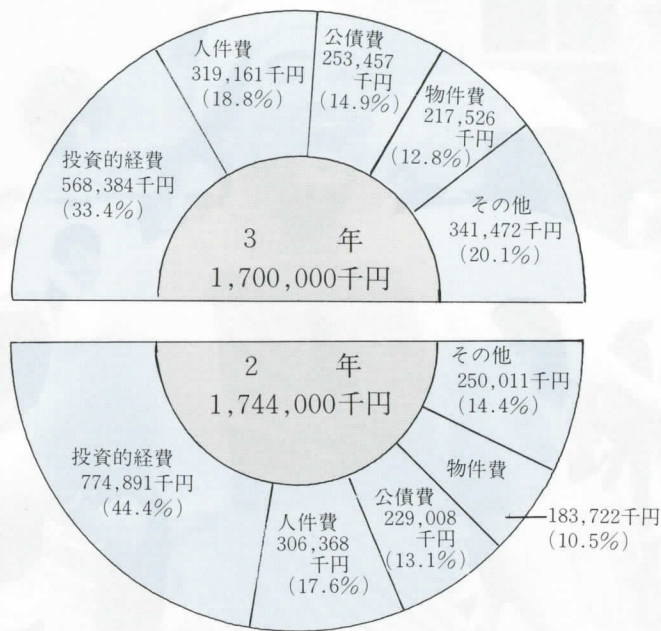 人件費
319,161千円
(18.8%)
公債費
253,457
千円
(14.9%)
物件費
217,526
千円
(12.8%)
投資的経費
568,384千円
(33.4%)
その他
341,472千円
(20.1%)
3 年
1,700,000千円
2 年
1,744,000千円
その他
250,011千円
(14.4%)
投資的経費
774,891千円
(44.4%)
物件費
183,722千円
(10.5%)
公債費
229,008
千円
(13.1%)
人件費
306,368
千円
(17.6%)